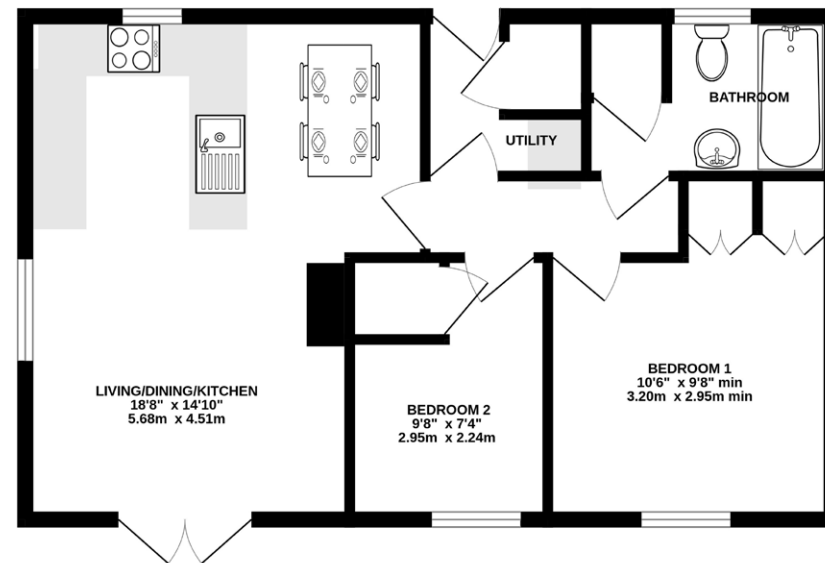 UTILITY
BATHROOM
LIVING/DINING/KITCHEN
18'8" x 14'10"
5.68m x 4.51m
BEDROOM 2
9'8" x 7'4"
2.95m x 2.24m
BEDROOM 1
10'6" x 9'8" min
3.20m x 2.95m min